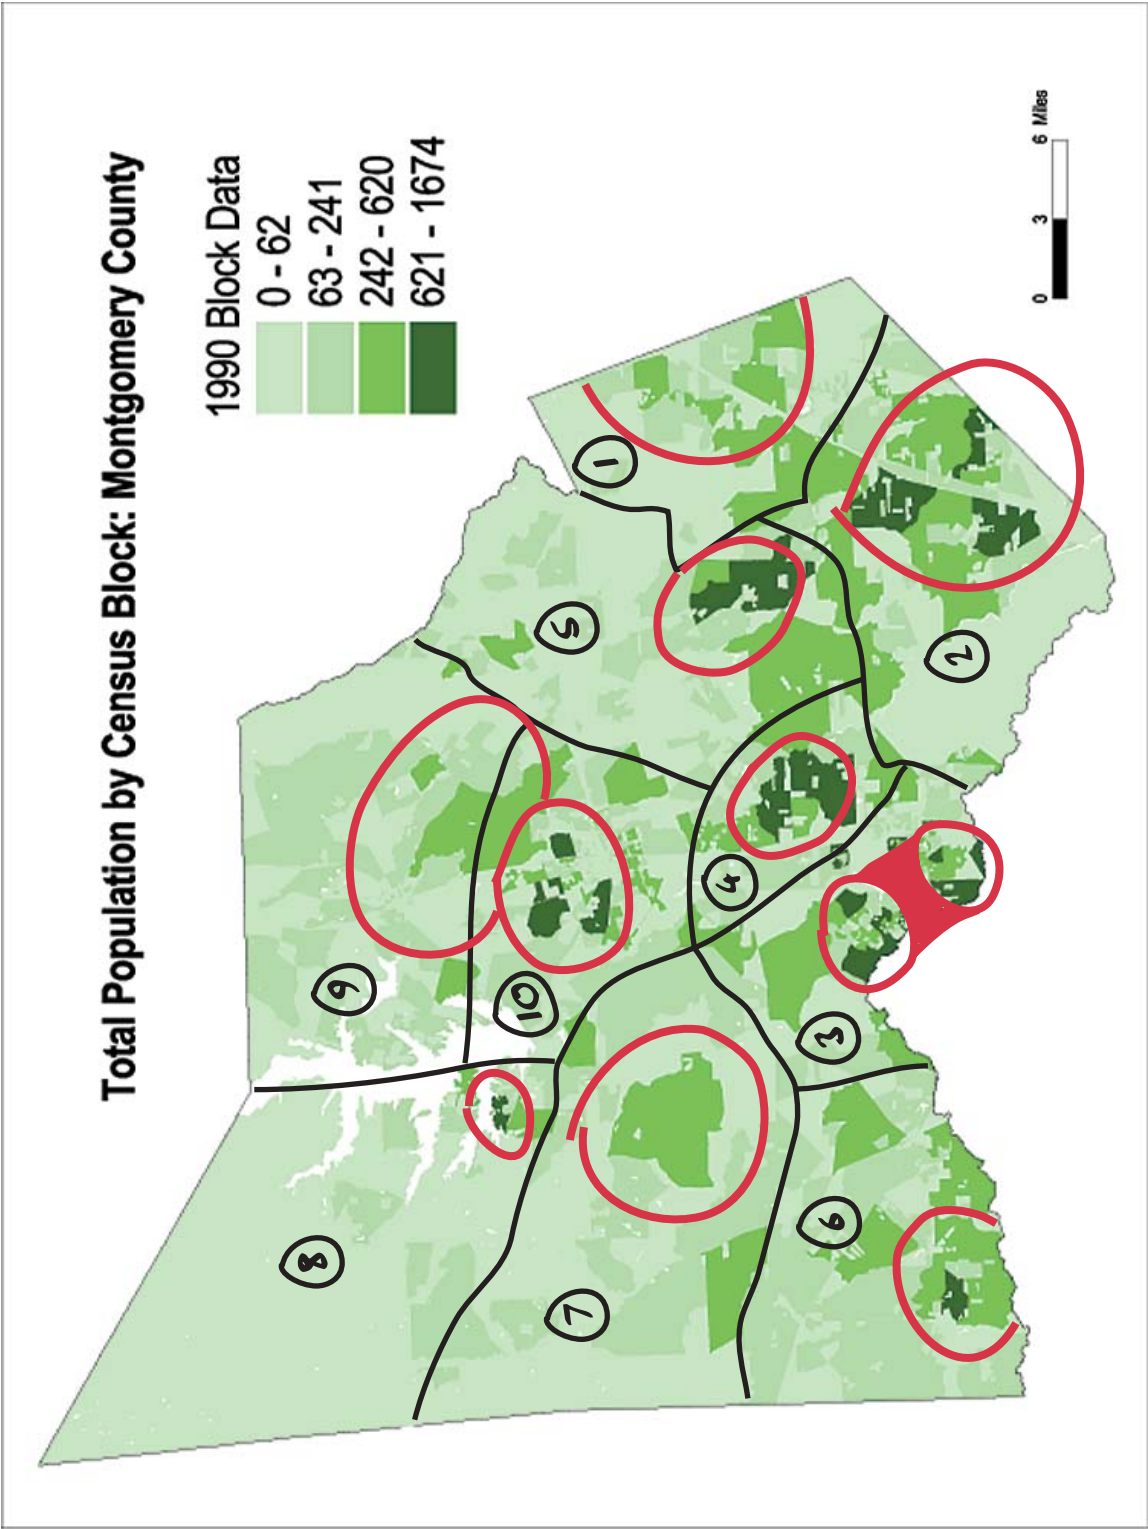 Total Population by Census Block: Montgomery County
1990 Block Data
0 - 62
63 - 241
242 - 620
621 - 1674
8
9
10
5
7
1
4
6
3
2
0 3 6 Miles